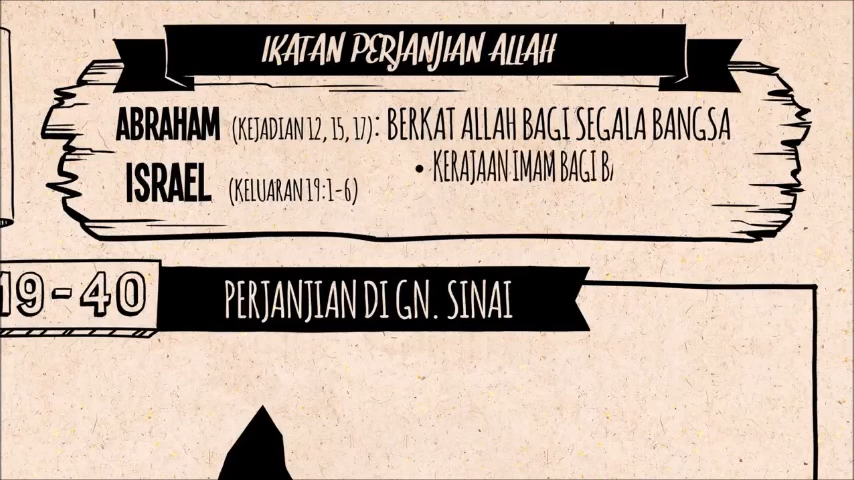 IKATAN PERJANJIAN ALLAH
ABRAHAM (KEJADIAN 12, 15, 17): BERKAT ALLAH BAGI SEGALA BANGSA
• KERAJAAN IMAM BAGI
ISRAEL (KELUARAN 19:1-6)
19-40
PERJANJIAN DI GN. SINAI